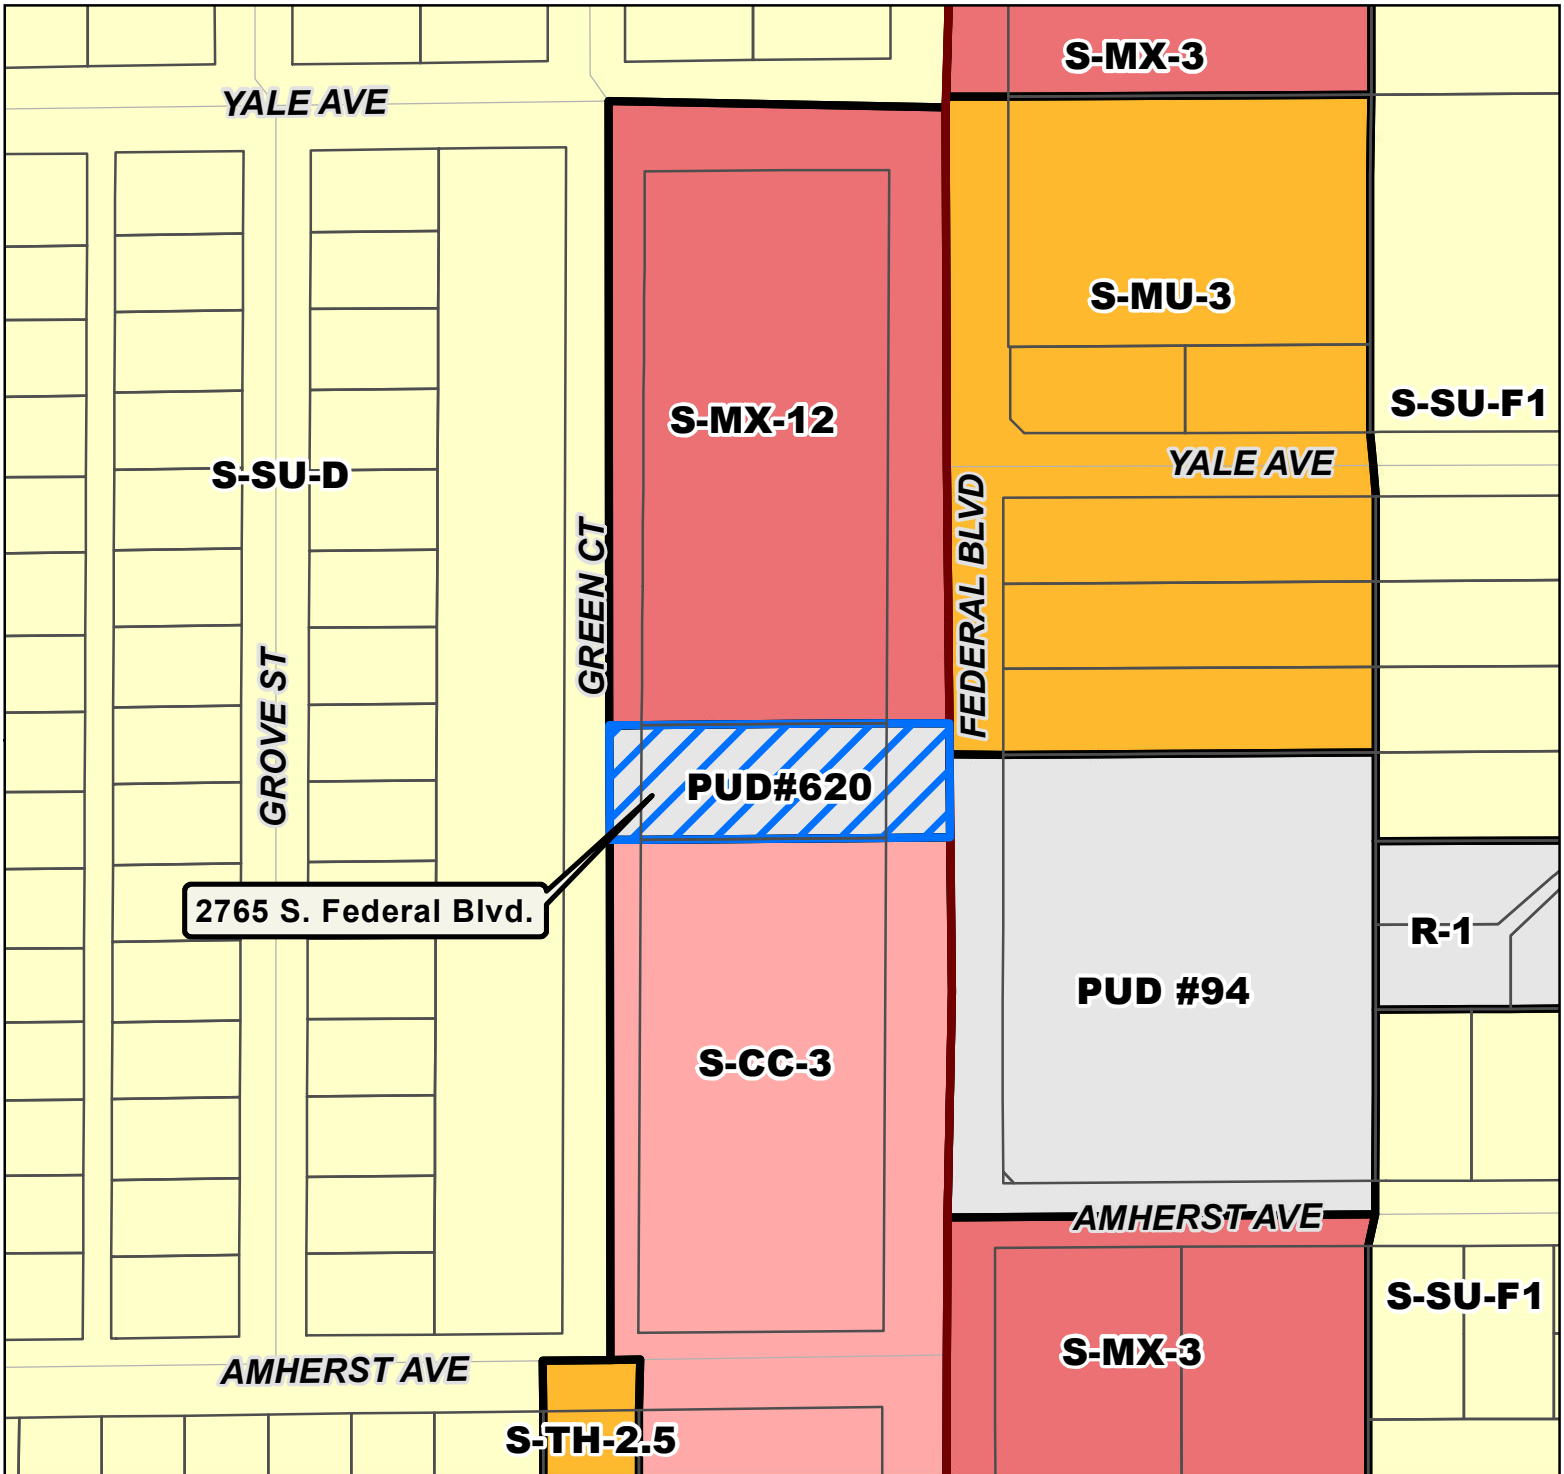 S-MX-3
YALE AVE
S-MU-3
S-MX-12
S-SU-F1
YALE AVE
S-SU-D
FEDERAL BLVD
GREEN CT
GROVE ST
PUD#620
2765 S. Federal Blvd.
R-1
PUD #94
S-CC-3
AMHERST AVE
S-SU-F1
S-MX-3
AMHERST AVE
S-TH-2.5